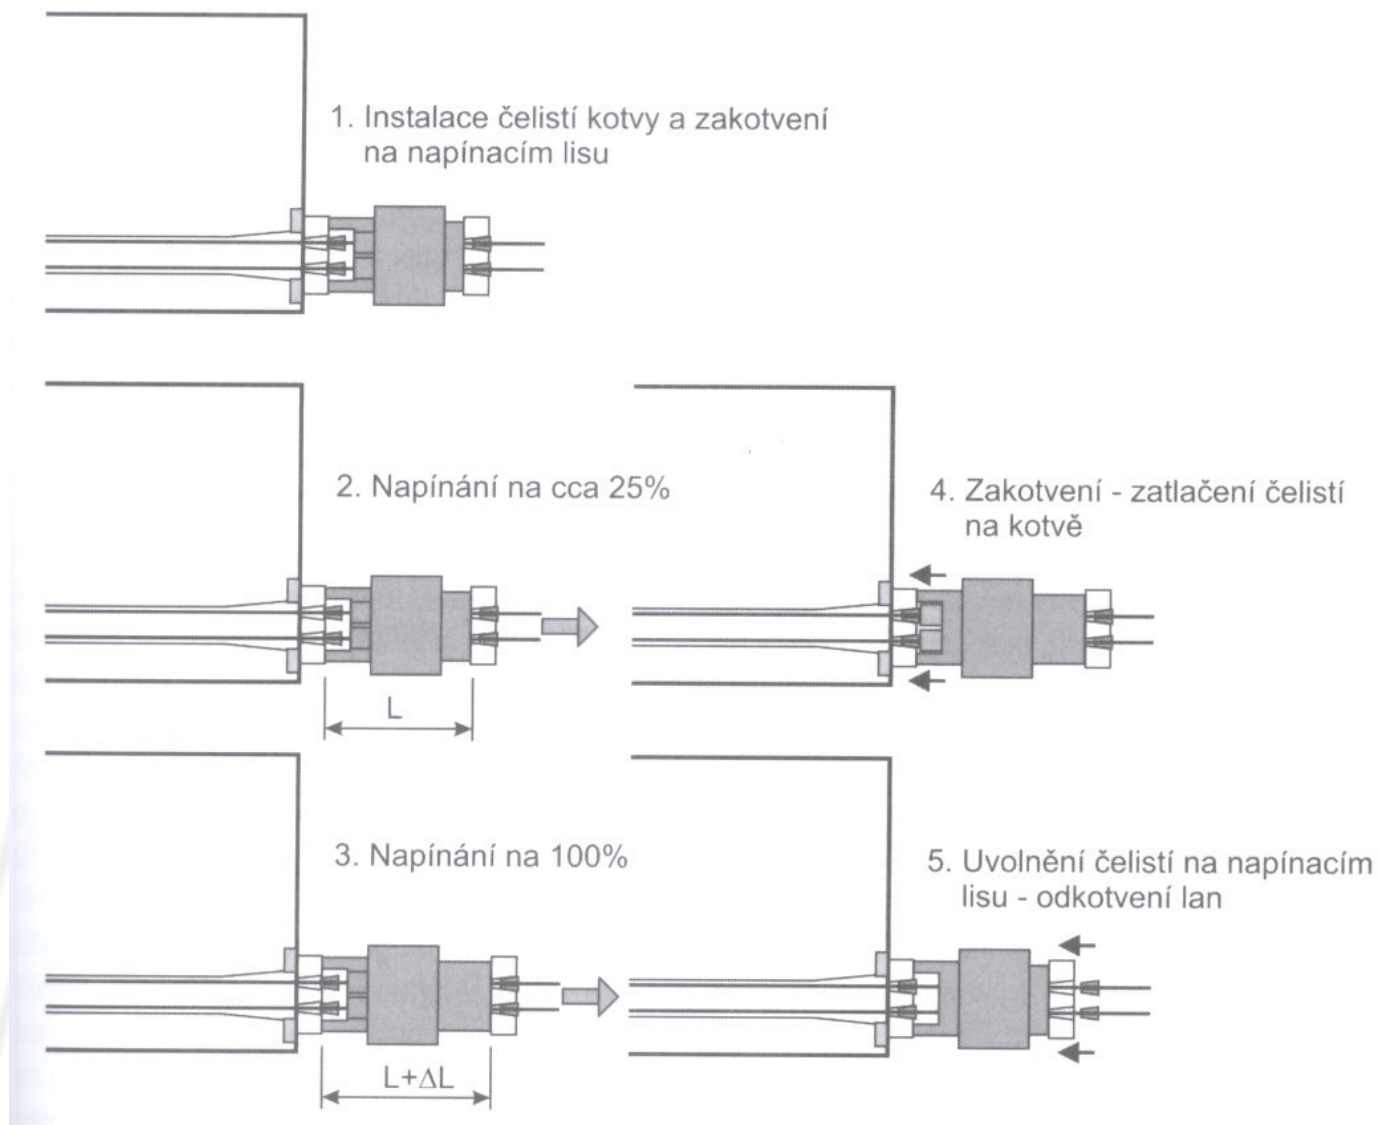 1. Instalace čelistí kotvy a zakotvení
na napínacím lisu
2. Napínání na cca 25%
L
3. Napínání na 100%
L+ΔL
4. Zakotvení - zatlačení čelistí
na kotvě
5. Uvolnění čelistí na napínacím
lisu - odkotvení lan